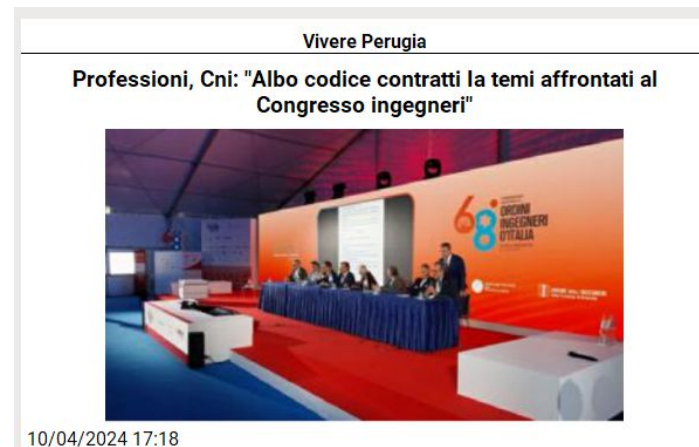 Vivere Perugia
Professioni, Cni: "Albo codice contratti Ia temi affrontati al
Congresso ingegneri"
68°
ORDINI
INGEGNERI
D'ITALIA
10/04/2024 17:18